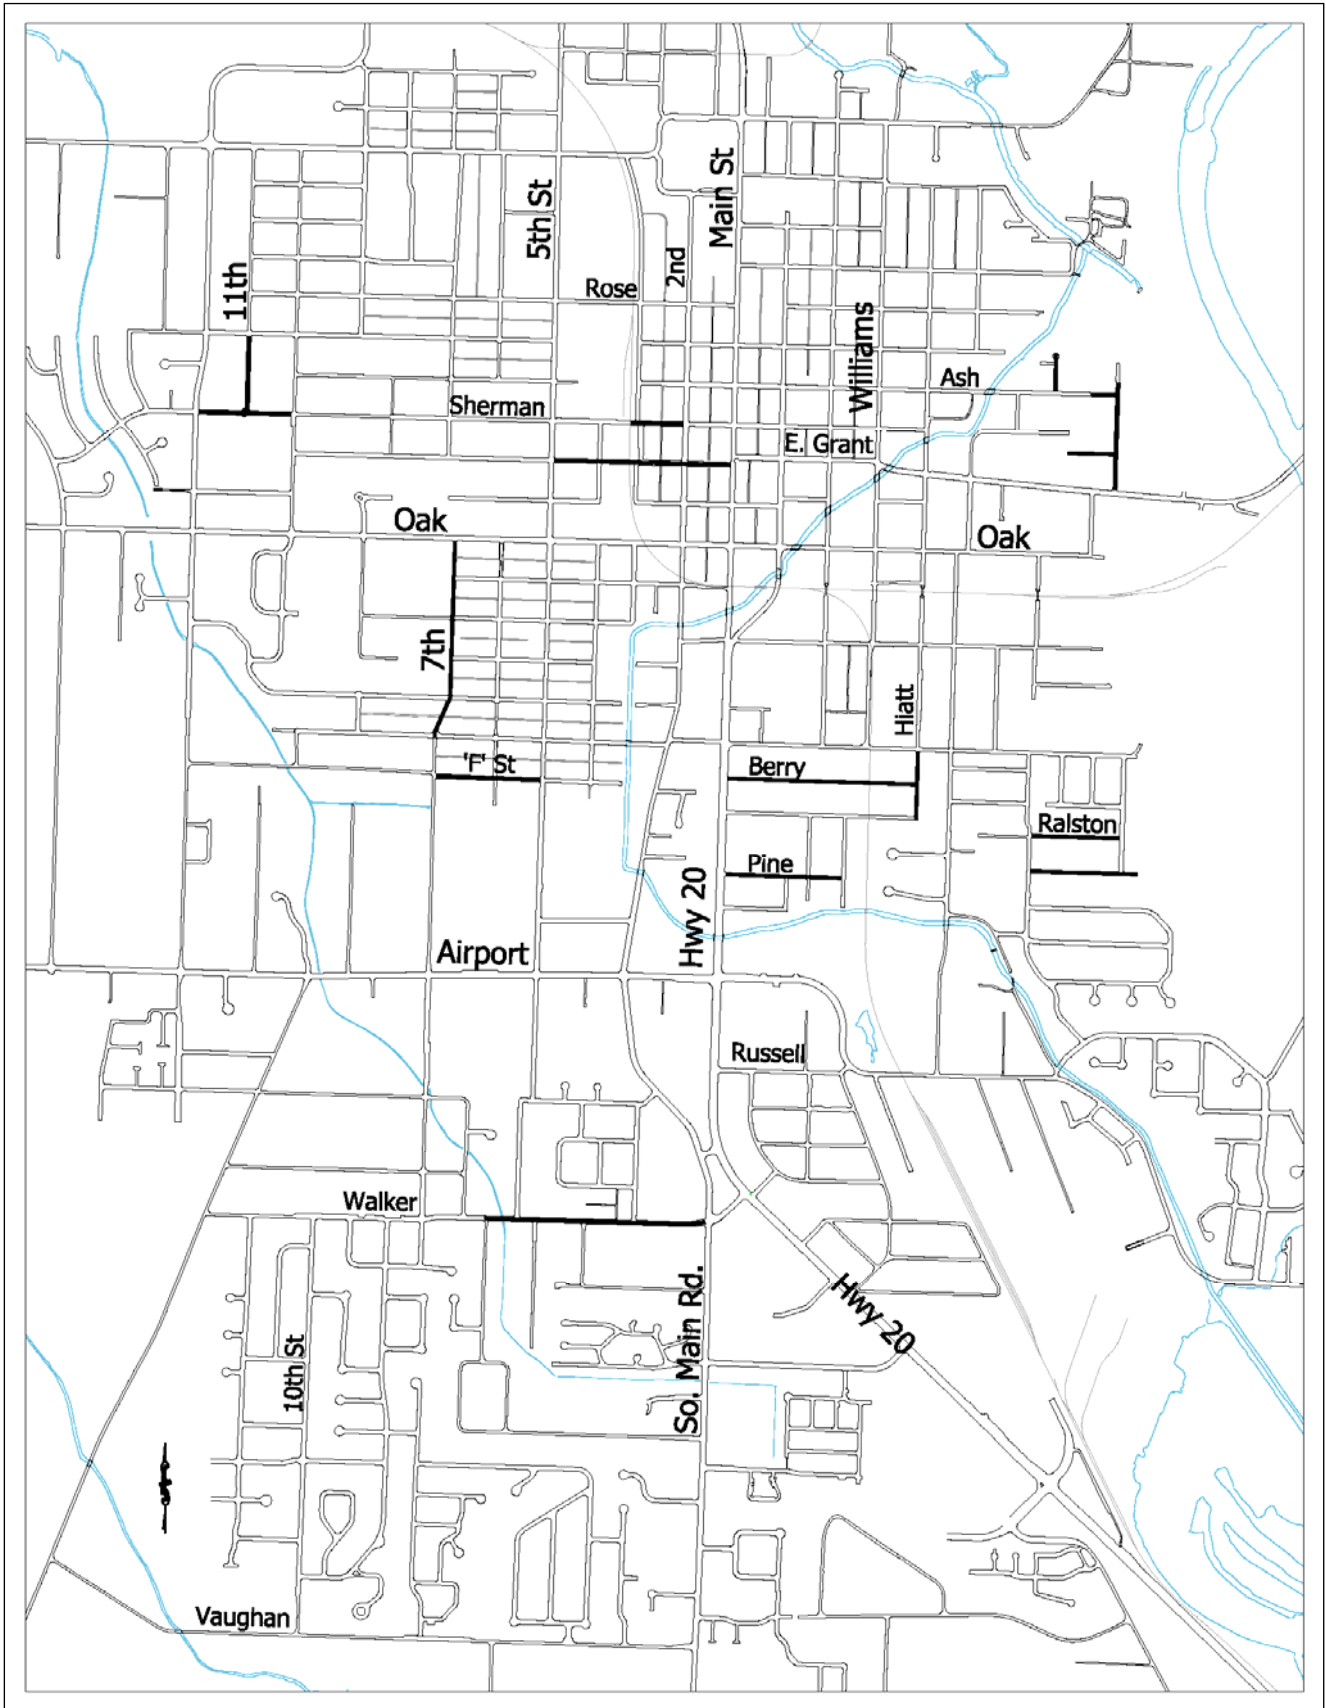 5th St
Main St
11th
2nd
Rose
Williams
Ash
Sherman
E. Grant
Oak
Oak
7th
Hiatt
'F' St
Berry
Ralston
Pine
Hwy 20
Airport
Russell
Walker
So. Main Rd.
Hwy 20
10th St
Vaughan